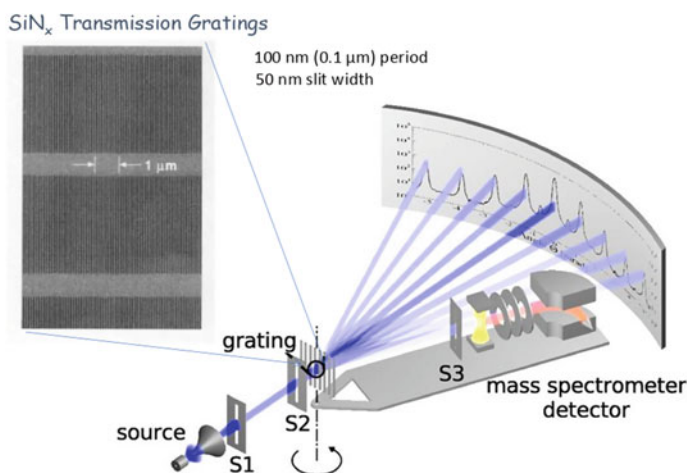 SiNₓ Transmission Gratings
100 nm (0.1 μm) period
50 nm slit width
1 μm
grating
S3
mass spectrometer
detector
S2
source
S1